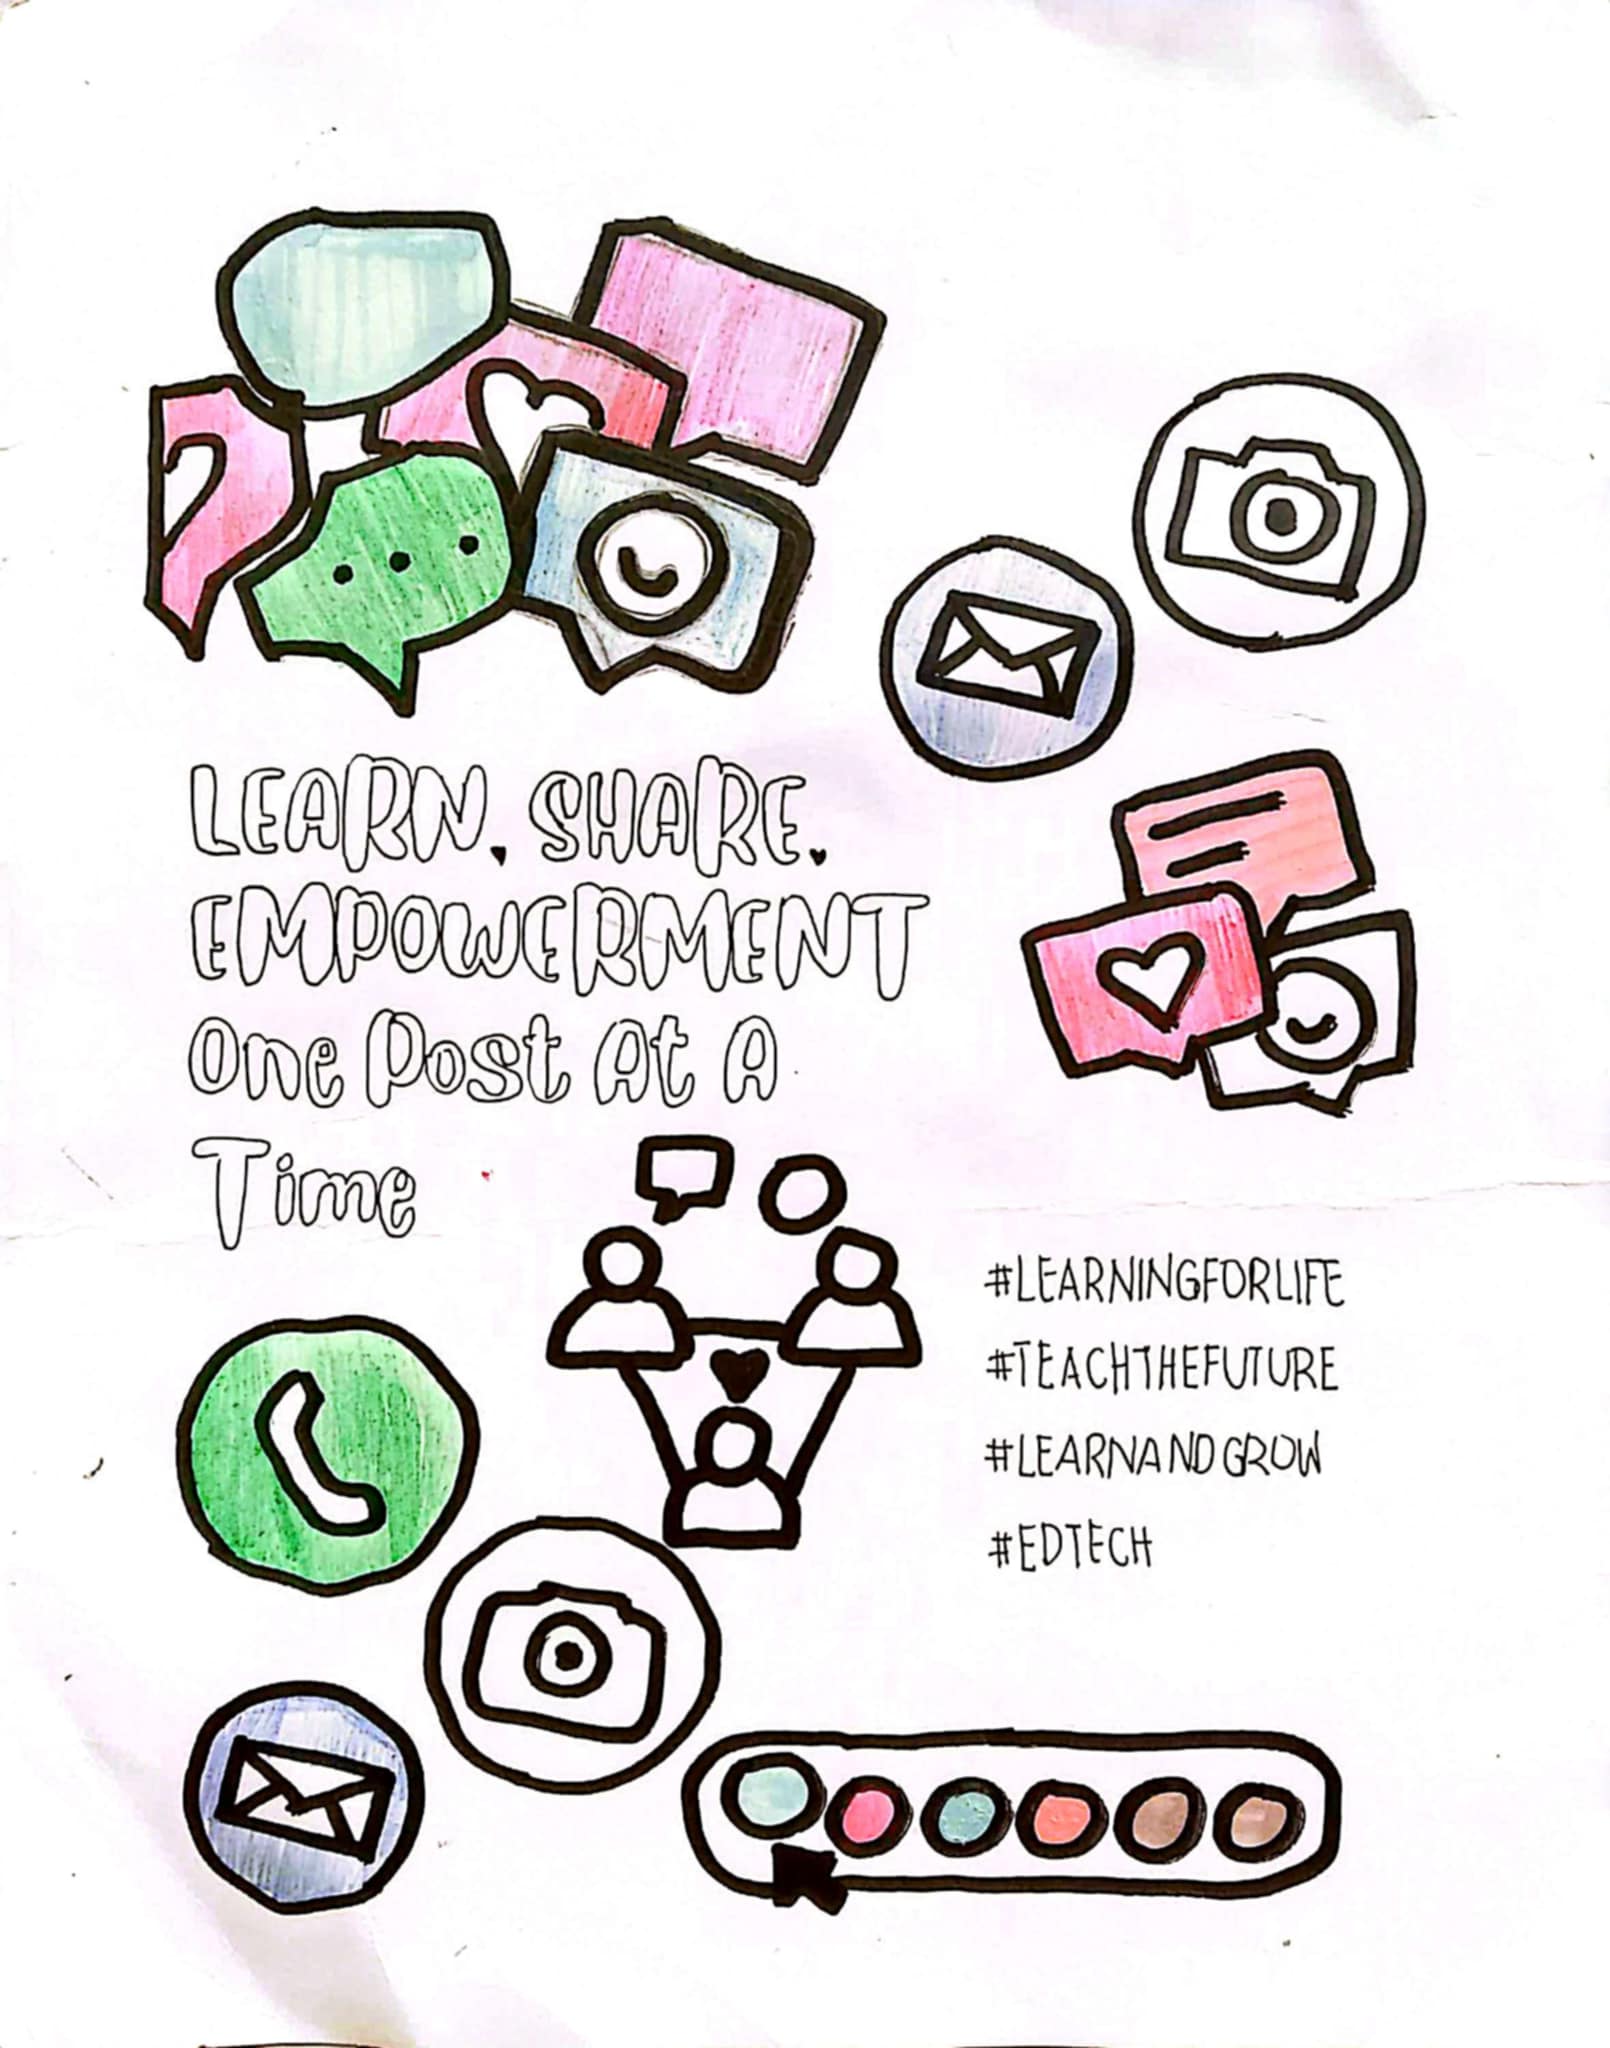 LEARN. SHARE.
EMPOWERMENT
One Post At A
Time
#LEARNINGFORLIFE
#TEACHTHEFUTURE
#LEARNANDGROW
#EDTECH